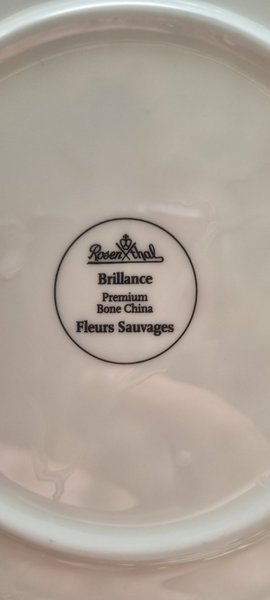 Rosenthal
Brillance
Premium
Bone China
Fleurs Sauvages